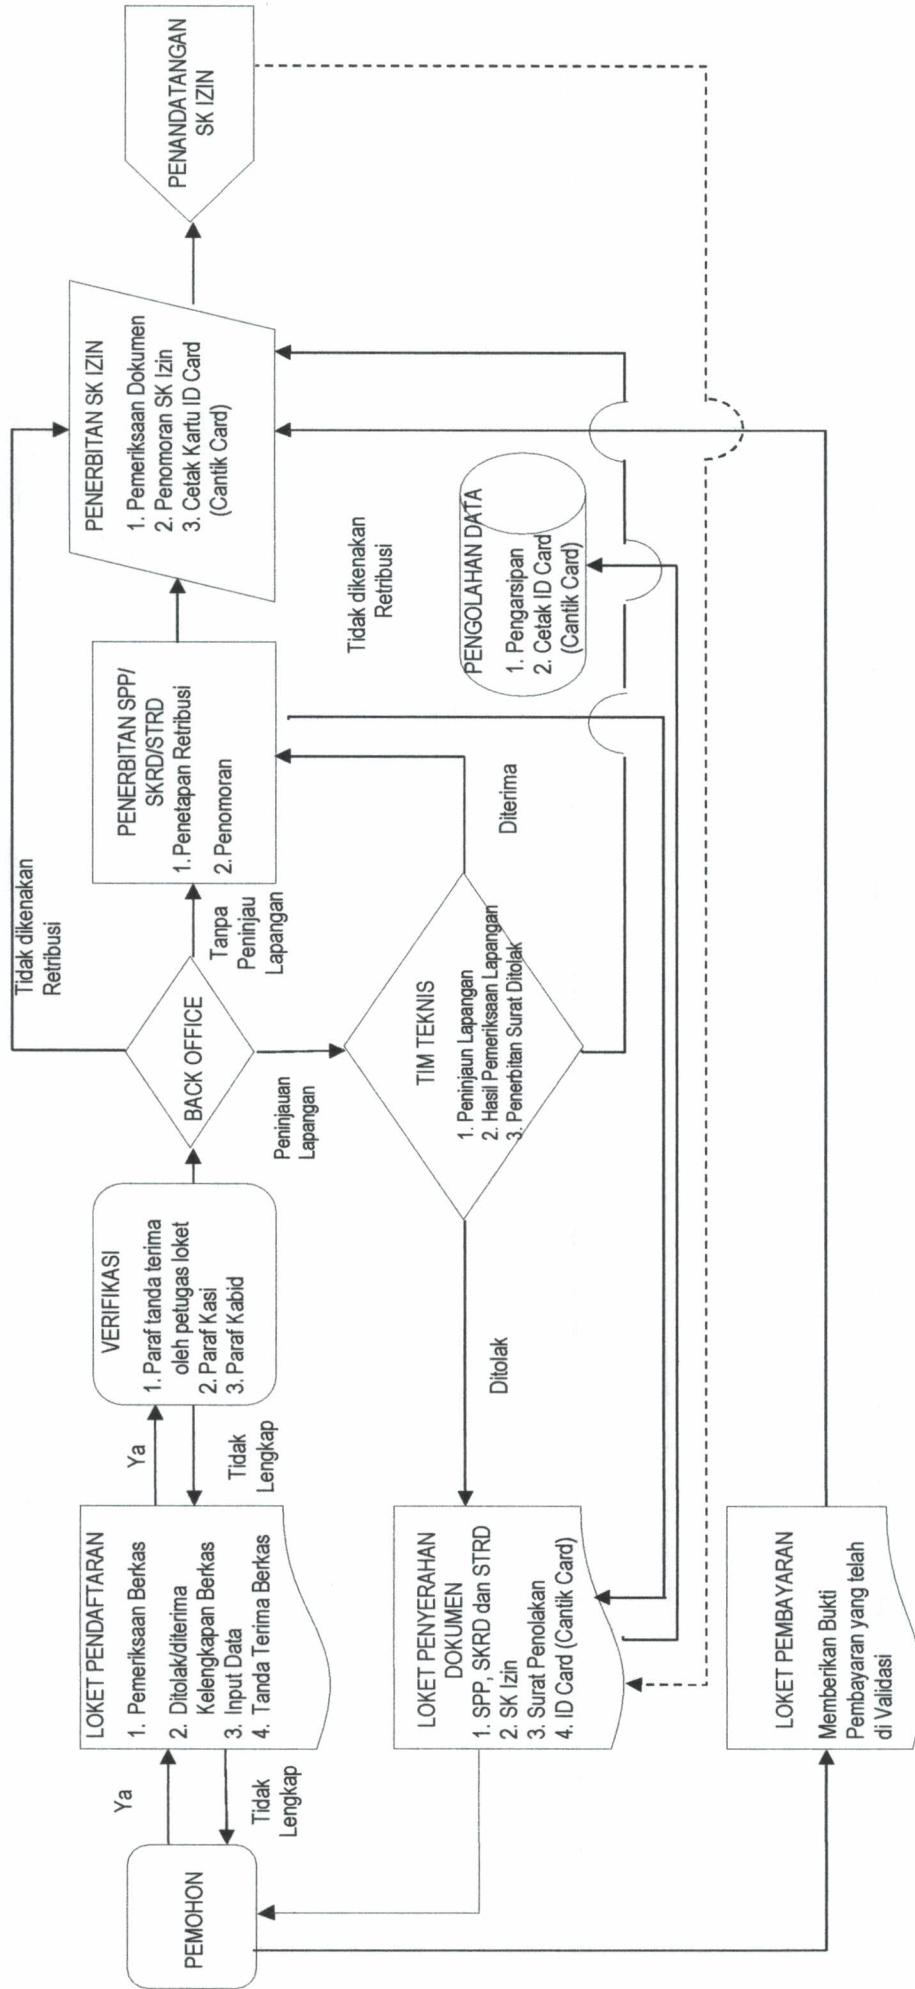 PEMOHON
Ya
Tidak
Lengkap
LOKET PENDAFTARAN
1. Pemeriksaan Berkas
2. Ditolak/diterima
Kelengkapan Berkas
3. Input Data
4. Tanda Terima Berkas
Ya
Tidak
Lengkap
VERIFIKASI
1. Paraf tanda terima
oleh petugas loket
2. Paraf Kasi
3. Paraf Kabid
BACK OFFICE
Tidak dikenakan
Retribusi
Tanpa
Peninjau
Lapangan
Peninjauan
Lapangan
PENERBITAN SPP/
SKRD/STRD
1. Penetapan Retribusi
2. Penomoran
PENERBITAN SK IZIN
1. Pemeriksaan Dokumen
2. Penomoran SK Izin
3. Cetak Kartu ID Card
(Cantik Card)
PENANDATANGAN
SK IZIN
Tidak dikenakan
Retribusi
LOKET PENYERAHAN
DOKUMEN
1. SPP, SKRD dan STRD
2. SK Izin
3. Surat Penolakan
4. ID Card (Cantik Card)
Ditolak
TIM TEKNIS
1. Peninjaun Lapangan
2. Hasil Pemeriksaan Lapangan
3. Penerbitan Surat Ditolak
Diterima
PENGOLAHAN DATA
1. Pengarsipan
2. Cetak ID Card
(Cantik Card)
LOKET PEMBAYARAN
Memberikan Bukti
Pembayaran yang telah
di Validasi